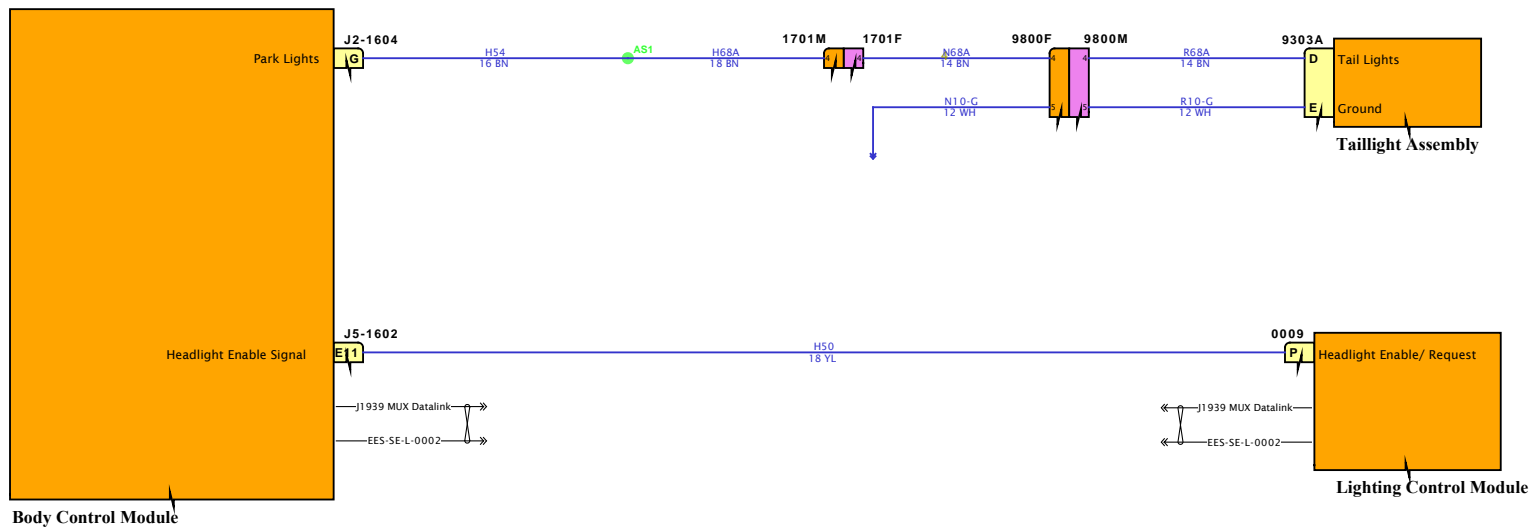 J2-1604
Park Lights
G
H54
16 BN
AS1
H68A
18 BN
1701M
1701F
4
4
N68A
14 BN
9800F
9800M
4
4
R68A
14 BN
9303A
D
Tail Lights
N10-G
12 WH
5
5
R10-G
12 WH
E
Ground
Taillight Assembly
J5-1602
Headlight Enable Signal
E11
H50
18 YL
0009
P
Headlight Enable/ Request
J1939 MUX Datalink
EES-SE-L-0002
J1939 MUX Datalink
EES-SE-L-0002
Lighting Control Module
Body Control Module